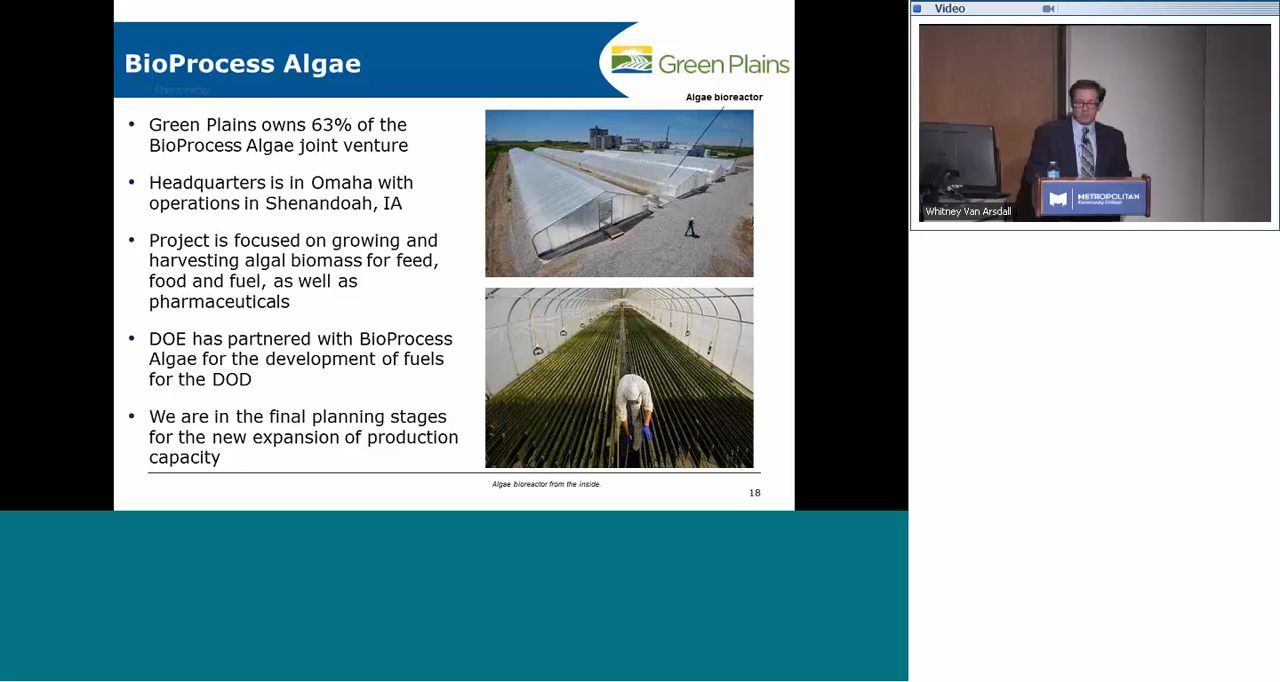 BioProcess Algae
Green Plains
Algae bioreactor
• Green Plains owns 63% of the
BioProcess Algae joint venture
• Headquarters is in Omaha with
operations in Shenandoah, IA
• Project is focused on growing and
harvesting algal biomass for feed,
food and fuel, as well as
pharmaceuticals
• DOE has partnered with BioProcess
Algae for the development of fuels
for the DOD
• We are in the final planning stages
for the new expansion of production
capacity
Algae bioreactor from the inside.
18
Video
METROPOLITAN
Whitney Van Arsdall